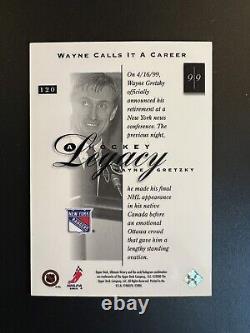 WAYNE CALLS IT A CAREER
120
99
On 4/16/99,
Wayne Gretzky
officially
announced his
retirement at a
New York news
conference. The
previous night,
A HOCKEY
Legacy
WAYNE GRETZKY
he made his final
NHL appearance
in his native
Canada before
an emotional
Ottawa crowd
that gave him a
lengthy standing
ovation.
NEW YORK